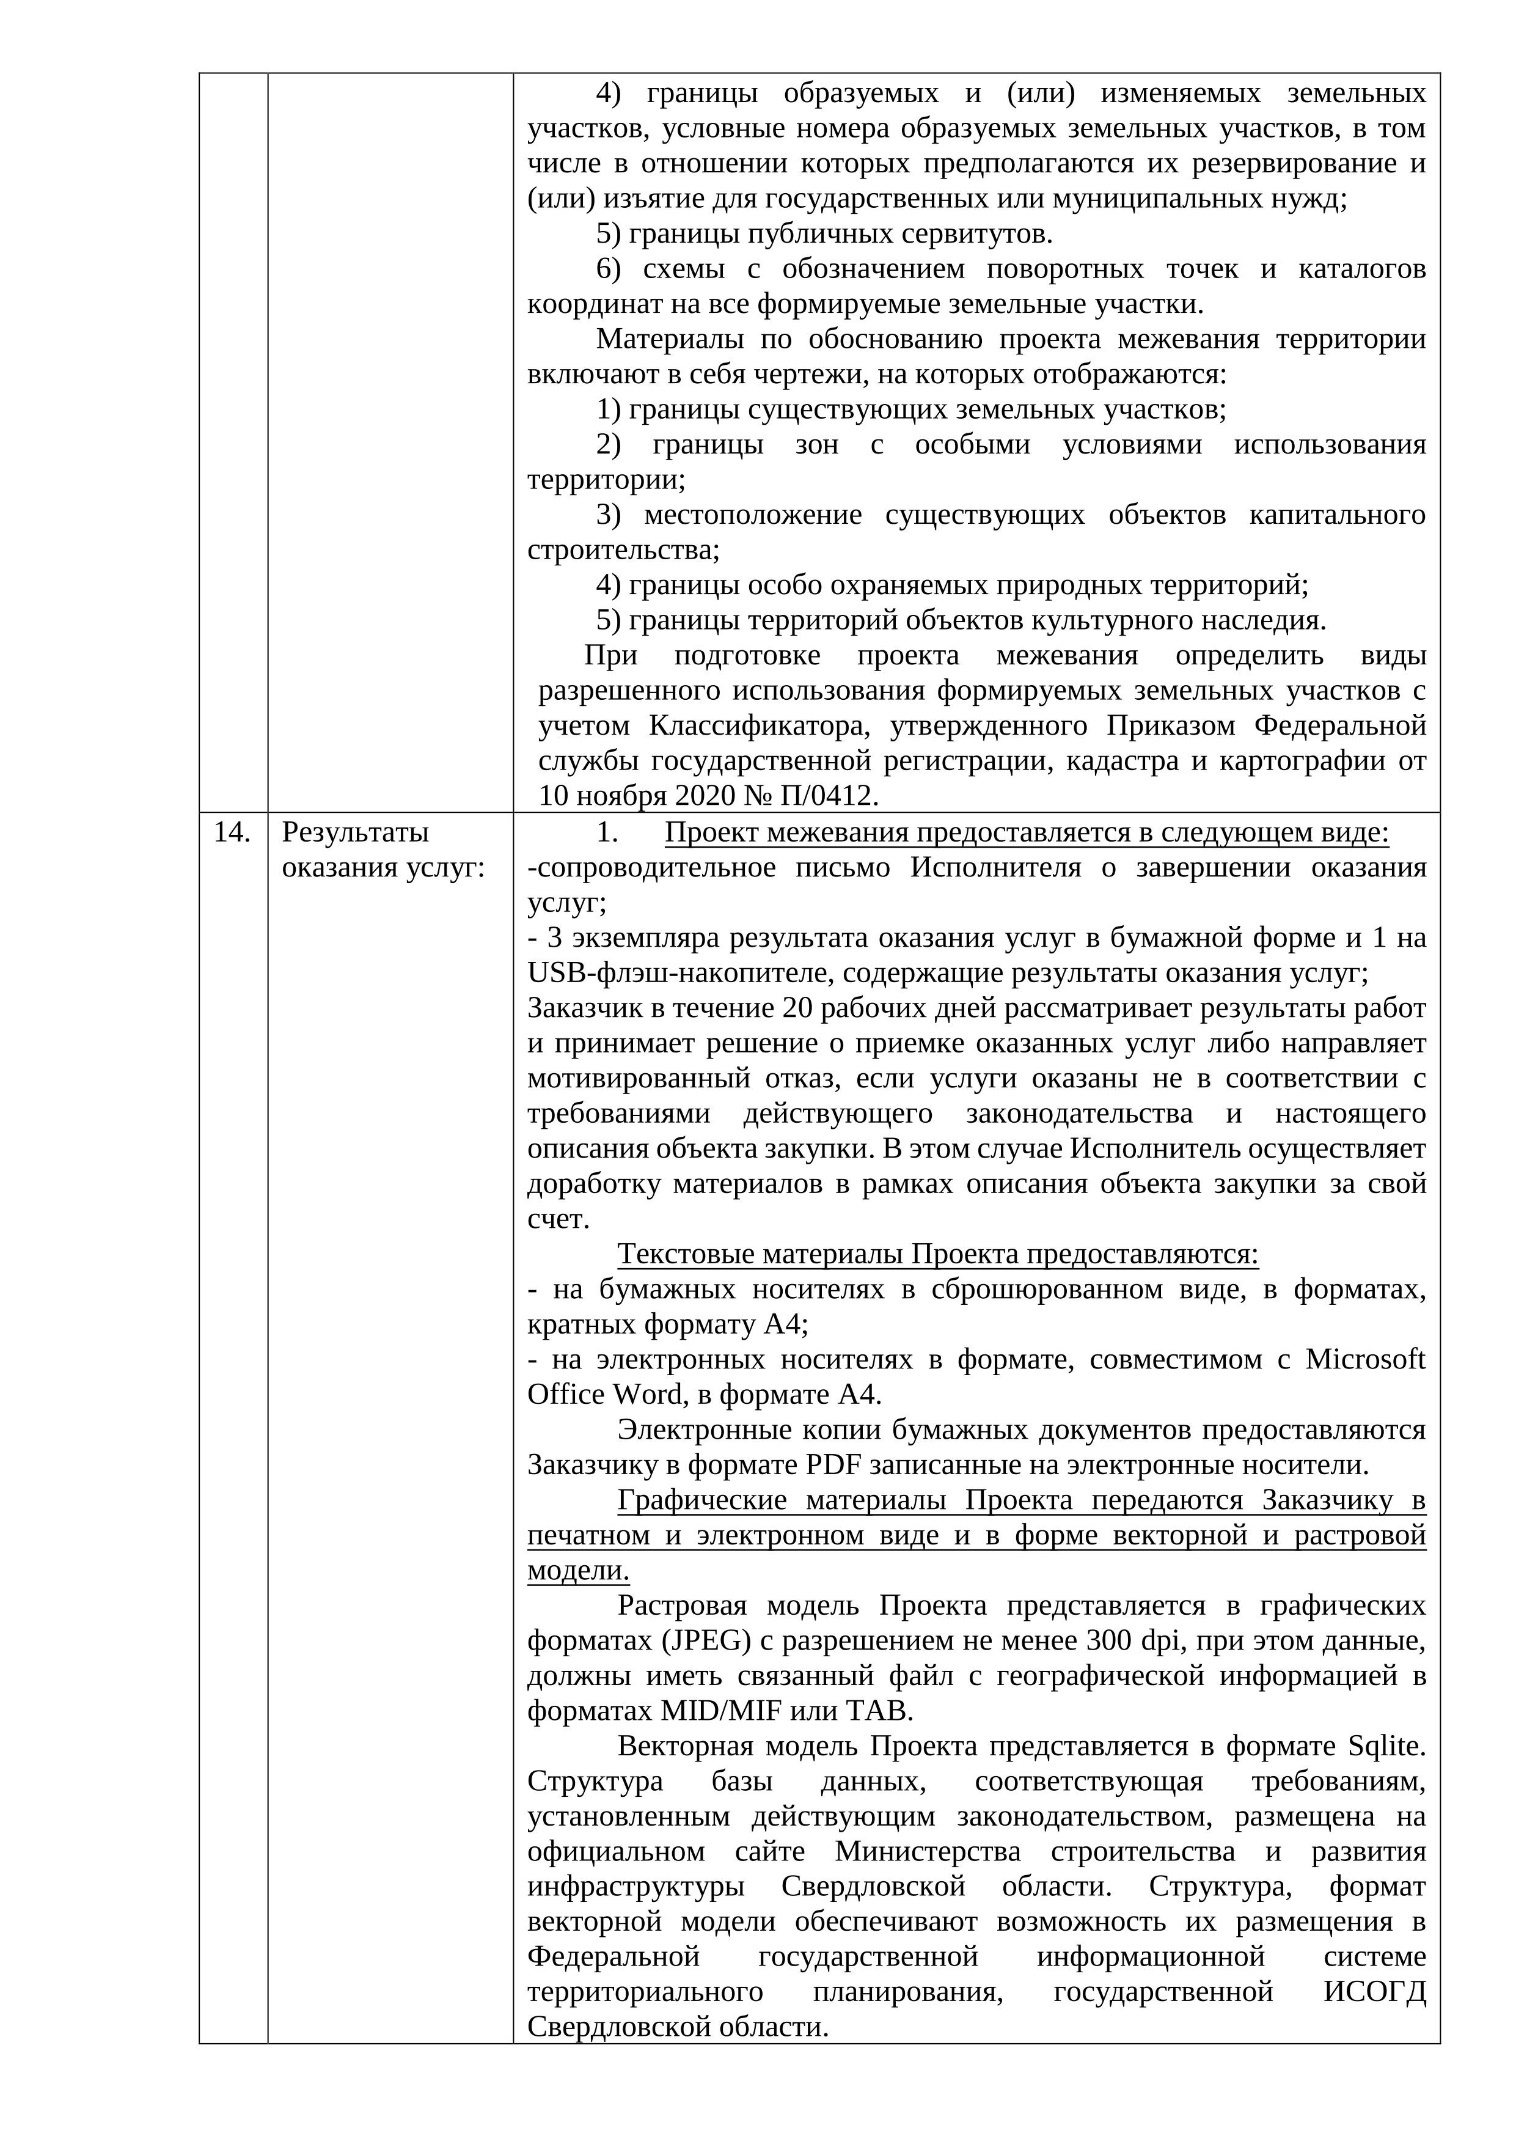 4) границы образуемых и (или) изменяемых земельных
участков, условные номера образуемых земельных участков, в том
числе в отношении которых предполагаются их резервирование и
(или) изъятие для государственных или муниципальных нужд;
5) границы публичных сервитутов.
6) схемы с обозначением поворотных точек и каталогов
координат на все формируемые земельные участки.
Материалы по обоснованию проекта межевания территории
включают в себя чертежи, на которых отображаются:
1) границы существующих земельных участков;
2) границы зон с особыми условиями использования
территории;
3) местоположение существующих объектов капитального
строительства;
4) границы особо охраняемых природных территорий;
5) границы территорий объектов культурного наследия.
При подготовке проекта межевания определить виды
разрешенного использования формируемых земельных участков с
учетом Классификатора, утвержденного Приказом Федеральной
службы государственной регистрации, кадастра и картографии от
10 ноября 2020 № П/0412.
14.
Результаты
оказания услуг:
1. Проект межевания предоставляется в следующем виде:
-сопроводительное письмо Исполнителя о завершении оказания
услуг;
- 3 экземпляра результата оказания услуг в бумажной форме и 1 на
USB-флэш-накопителе, содержащие результаты оказания услуг;
Заказчик в течение 20 рабочих дней рассматривает результаты работ
и принимает решение о приемке оказанных услуг либо направляет
мотивированный отказ, если услуги оказаны не в соответствии с
требованиями действующего законодательства и настоящего
описания объекта закупки. В этом случае Исполнитель осуществляет
доработку материалов в рамках описания объекта закупки за свой
счет.
Текстовые материалы Проекта предоставляются:
- на бумажных носителях в сброшюрованном виде, в форматах,
кратных формату А4;
- на электронных носителях в формате, совместимом с Microsoft
Office Word, в формате А4.
Электронные копии бумажных документов предоставляются
Заказчику в формате PDF записанные на электронные носители.
Графические материалы Проекта передаются Заказчику в
печатном и электронном виде и в форме векторной и растровой
модели.
Растровая модель Проекта представляется в графических
форматах (JPEG) с разрешением не менее 300 dpi, при этом данные,
должны иметь связанный файл с географической информацией в
форматах MID/MIF или TAB.
Векторная модель Проекта представляется в формате Sqlite.
Структура базы данных, соответствующая требованиям,
установленным действующим законодательством, размещена на
официальном сайте Министерства строительства и развития
инфраструктуры Свердловской области. Структура, формат
векторной модели обеспечивают возможность их размещения в
Федеральной государственной информационной системе
территориального планирования, государственной ИСОГД
Свердловской области.